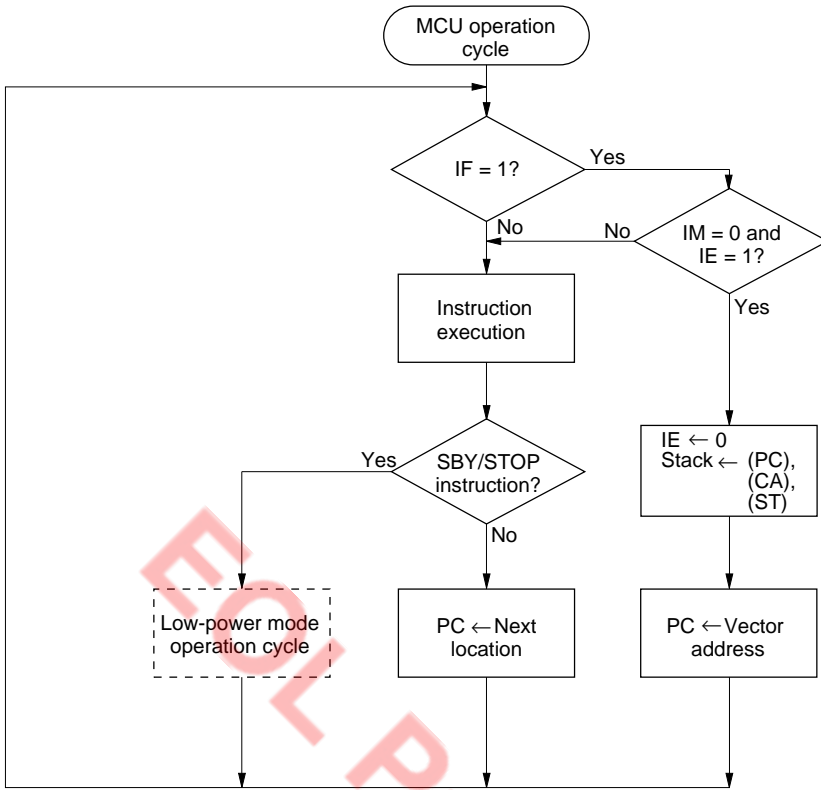 MCU operation
cycle
IF = 1?
Yes
No
No
IM = 0 and
IE = 1?
Yes
Instruction
execution
IE ← 0
Stack ← (PC),
(CA),
(ST)
Yes
SBY/STOP
instruction?
No
Low-power mode
operation cycle
PC ← Next
location
PC ← Vector
address
EOL P